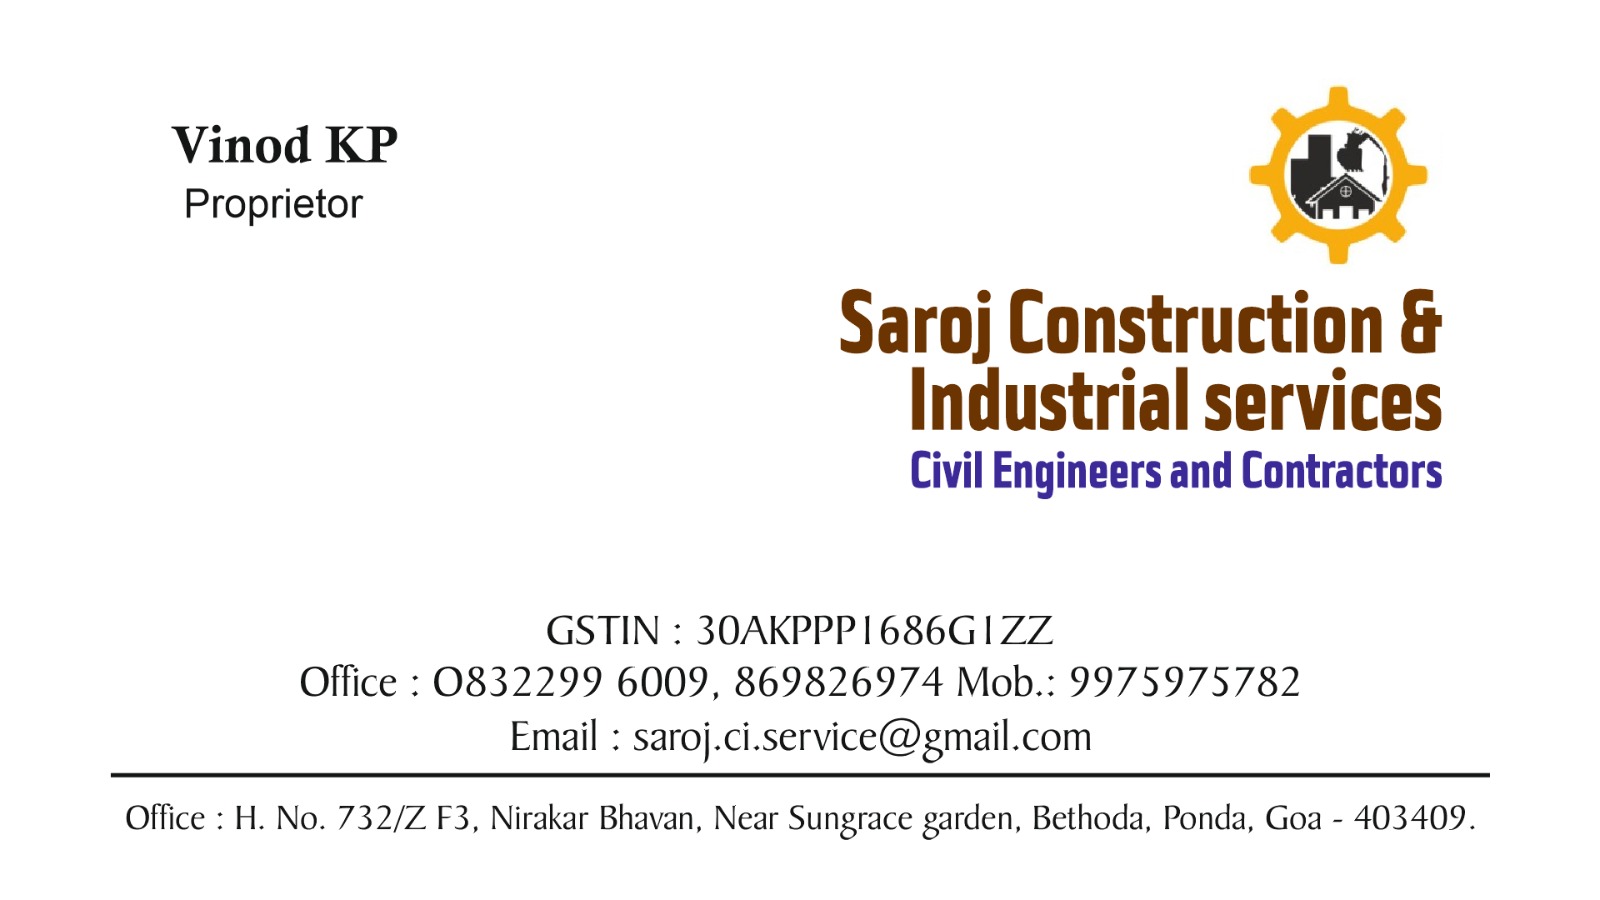 Vinod KP
Proprietor
Saroj Construction &
Industrial services
Civil Engineers and Contractors
GSTIN : 30AKPPP1686G1ZZ
Office : O832299 6009, 869826974 Mob.: 9975975782
Email : saroj.ci.service@gmail.com
Office : H. No. 732/Z F3, Nirakar Bhavan, Near Sungrace garden, Bethoda, Ponda, Goa - 403409.